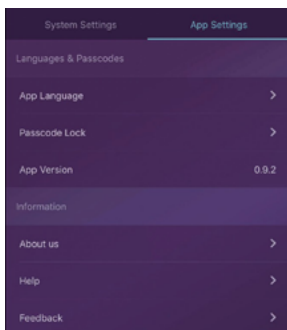 System Settings App Settings
Languages & Passcodes
App Language
Passcode Lock
App Version 0.9.2
Information
About us
Help
Feedback